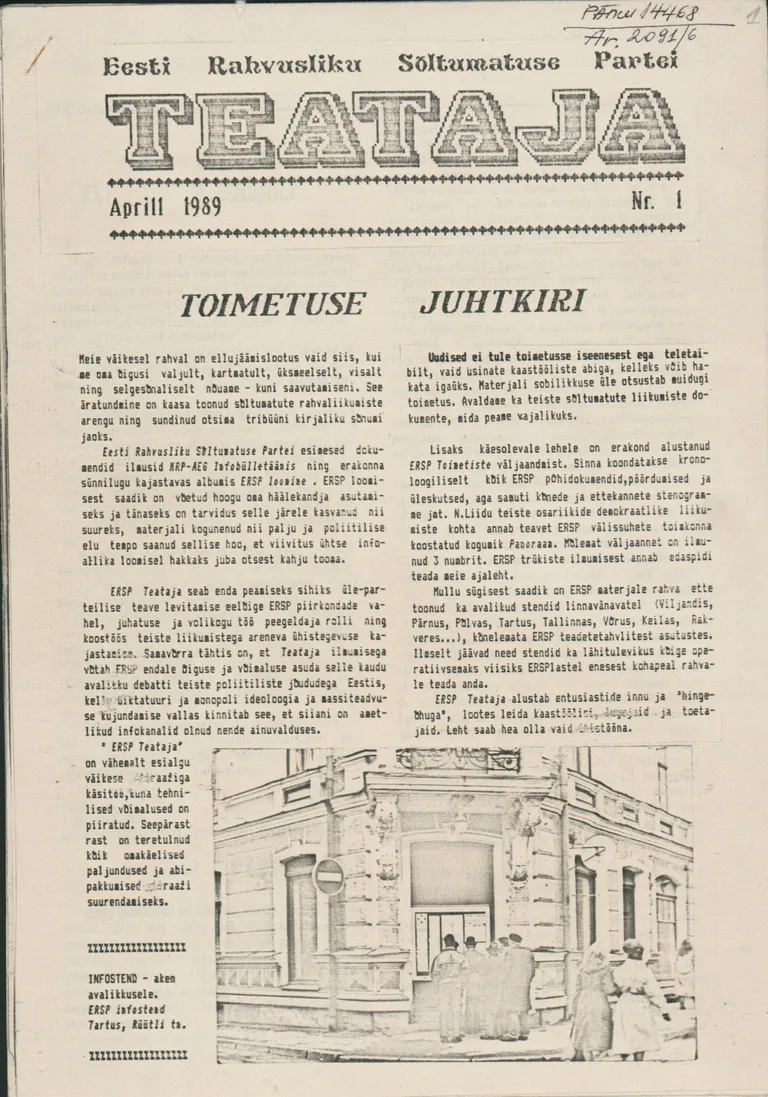 Pärnu 14468
Ar. 2091/6
1
Eesti Rahvusliku Sõltumatuse Partei
TEATAJA
Aprill 1989 Nr. 1
TOIMETUSE JUHTKIRI
Meie väikesel rahval on ellujäämislootus vaid siis, kui
me oma õigusi valjult, kartmatult, üksmeelselt, visalt
ning selgesõnaliselt nõuame - kuni saavutamiseni. See
äratundmine on kaasa toonud sõltumatute rahvaliikumiste
arengu ning sundinud otsima tribüüni kirjaliku sõnumi
jaoks.
Eesti Rahvusliku Sõltumatuse Partei esimesed doku-
mendid ilmusid MRP-AEG Infobülletäänis ning erakonna
sünnilugu kajastavas albumis ERSP loomine . ERSP loomi-
sest saadik on võetud hoogu oma häälekandja asutami-
seks ja tänaseks on tarvidus selle järele kasvanud nii
suureks, materjali kogunenud nii palju ja poliitilise
elu tempo saanud sellise hoo, et viivitus ühtse info-
allika loomisel hakkaks juba otsest kahju tooma.
ERSP Teataja seab enda peamiseks sihiks üle-par-
teilise teave levitamise eelkõige ERSP piirkondade va-
hel, juhatuse ja volikogu töö peegeldaja rolli ning
koostöös teiste liikumistega areneva ühistegevuse ka-
jastamise. Samavõrra tähtis on, et Teataja ilmumisega
võtab ERSP endale õiguse ja võimaluse asuda selle kaudu
avalikku debatti teiste poliitiliste jõududega Eestis,
kelle diktatuuri ja monopoli ideoloogia ja massiteadvu-
se kujundamise vallas kinnitab see, et siiani on amet-
likud infokanalid olnud nende ainuvalduses.
" ERSP Teataja"
on vähemalt esialgu
väikese tiraažiga
käsitöö,kuna tehni-
lised võimalused on
piiratud. Seepärast
rast on teretulnud
kõik omakäelised
paljundused ja abi-
pakkumised tiraaži
suurendamiseks.
XXXXXXXXXXXXXXXXX
INFOSTEND - aken
avalikkusele.
ERSP infostend
Tartus, Rüütli tn.
XXXXXXXXXXXXXXXXX
Uudised ei tule toimetusse iseenesest ega teletai-
bilt, vaid usinate kaastööliste abiga, kelleks võib ha-
kata igaüks. Materjali sobilikkuse üle otsustab muidugi
toimetus. Avaldame ka teiste sõltumatute liikumiste do-
kumente, mida peame vajalikuks.
Lisaks käesolevale lehele on erakond alustanud
ERSP Toimetiste väljaandmist. Sinna koondatakse krono-
loogiliselt kõik ERSP põhidokumendid,pöördumised ja
üleskutsed, aga samuti kõnede ja ettekannete stenogram-
me jmt. N.Liidu teiste osariikide demokraatlike liiku-
miste kohta annab teavet ERSP välissuhete toimkonna
koostatud kogumik Panoraam. Mõlemat väljaannet on ilmu-
nud 3 numbrit. ERSP trükiste ilmumisest annab edaspidi
teada meie ajaleht.
Mullu sügisest saadik on ERSP materjale rahva ette
toonud ka avalikud stendid linnavänavatel (Viljandis,
Pärnus, Põlvas, Tartus, Tallinnas, Võrus, Keilas, Rak-
veres...), kõnelemata ERSP teadetetahvlitest asutustes.
Ilmselt jäävad need stendid ka lähitulevikus kõige ope-
ratiivsemaks viisiks ERSPlastel enesest kohapeal rahva-
le teada anda.
ERSP Teataja alustab entusiastide innu ja "hinge-
õhuga", lootes leida kaastöölisi, lugejaid ja toeta-
jaid. Leht saab hea olla vaid ühistööna.